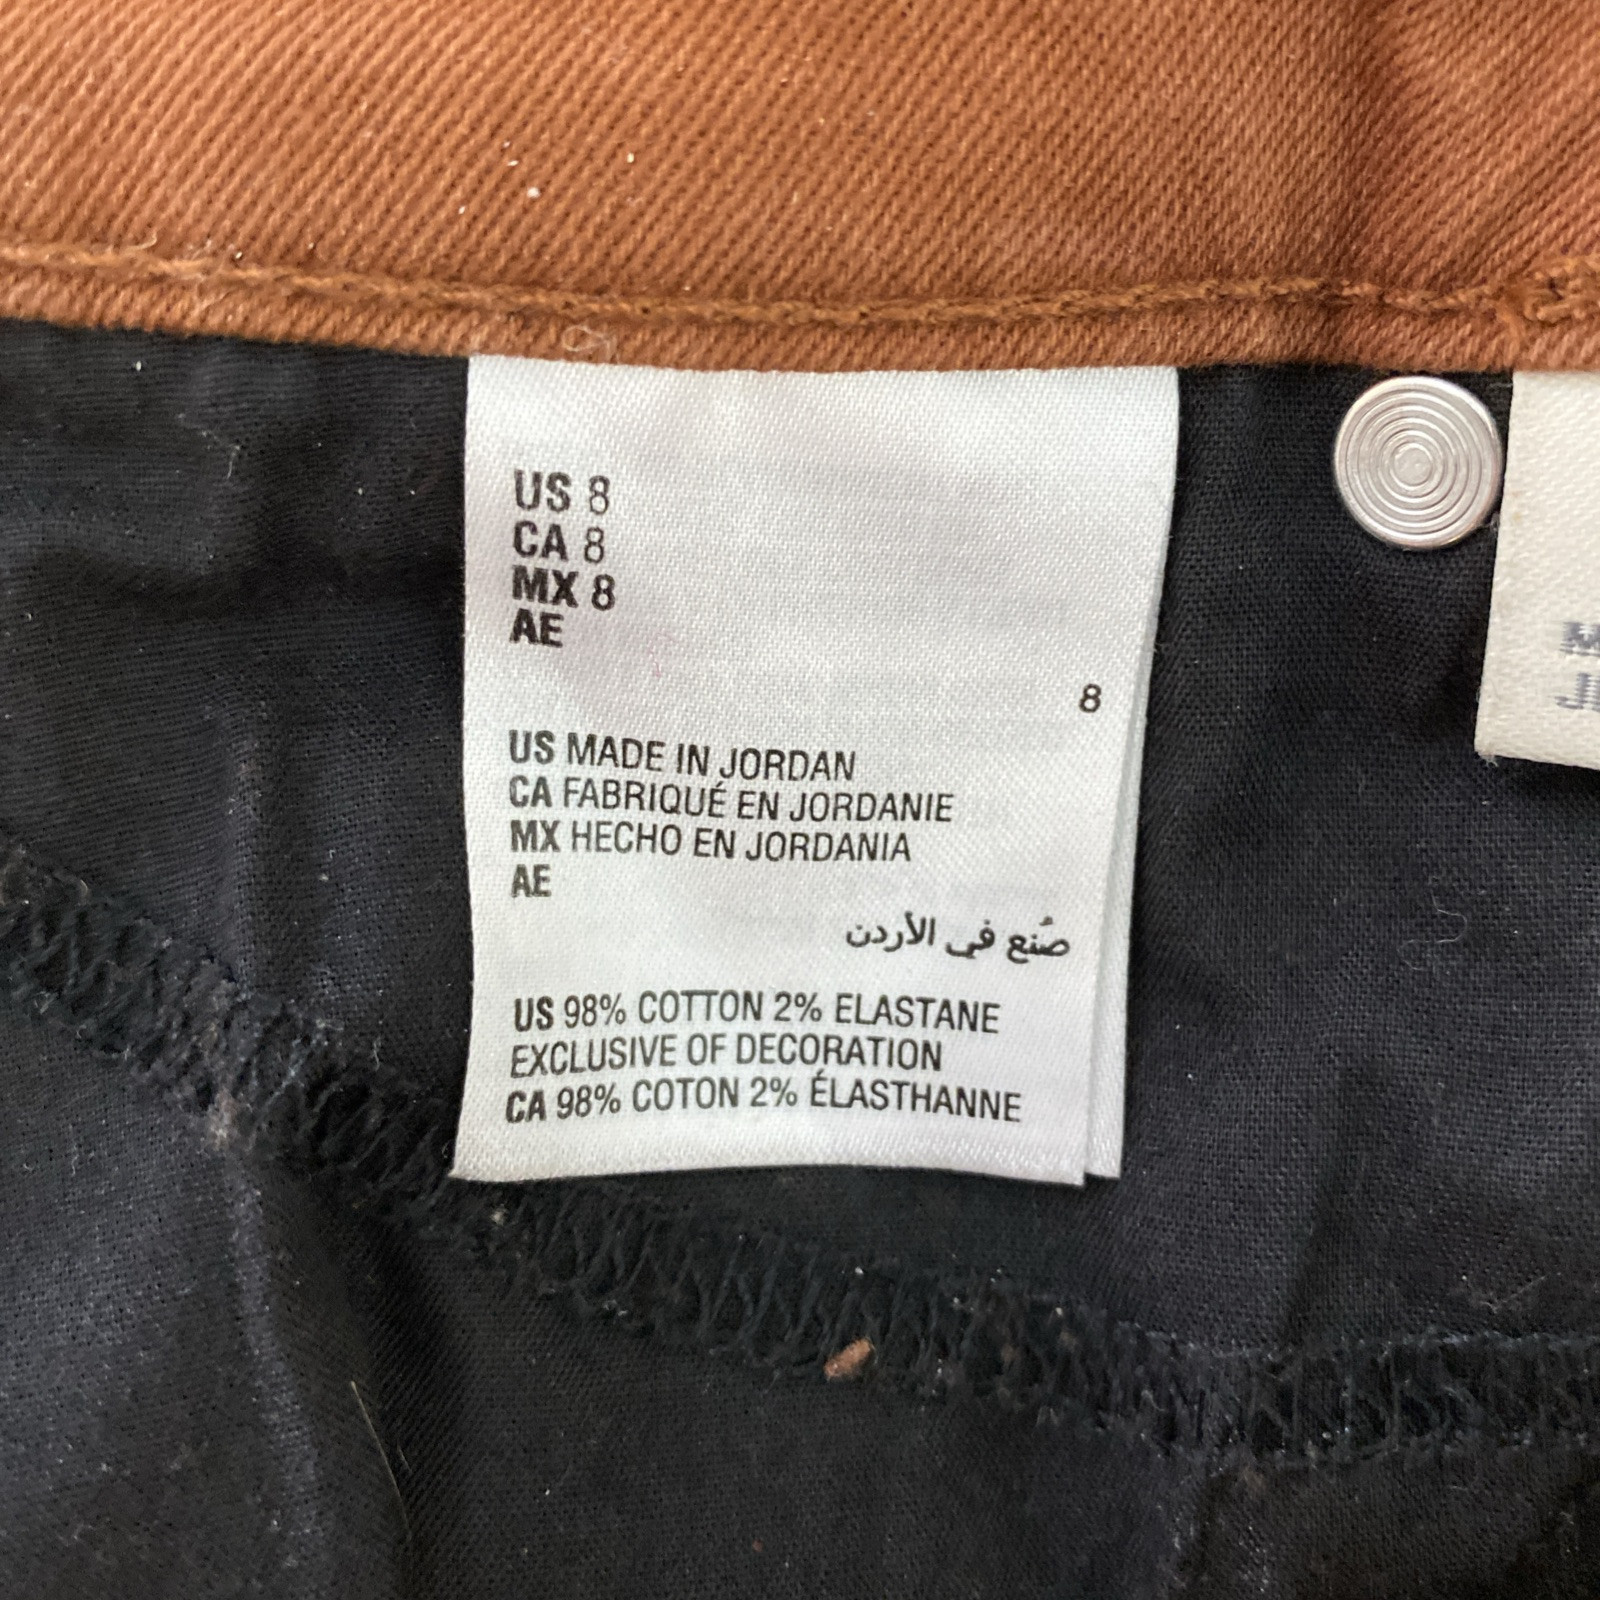 US 8
CA 8
MX 8
AE
8
US MADE IN JORDAN
CA FABRIQUÉ EN JORDANIE
MX HECHO EN JORDANIA
AE
صُنع في الأردن
US 98% COTTON 2% ELASTANE
EXCLUSIVE OF DECORATION
CA 98% COTON 2% ÉLASTHANNE